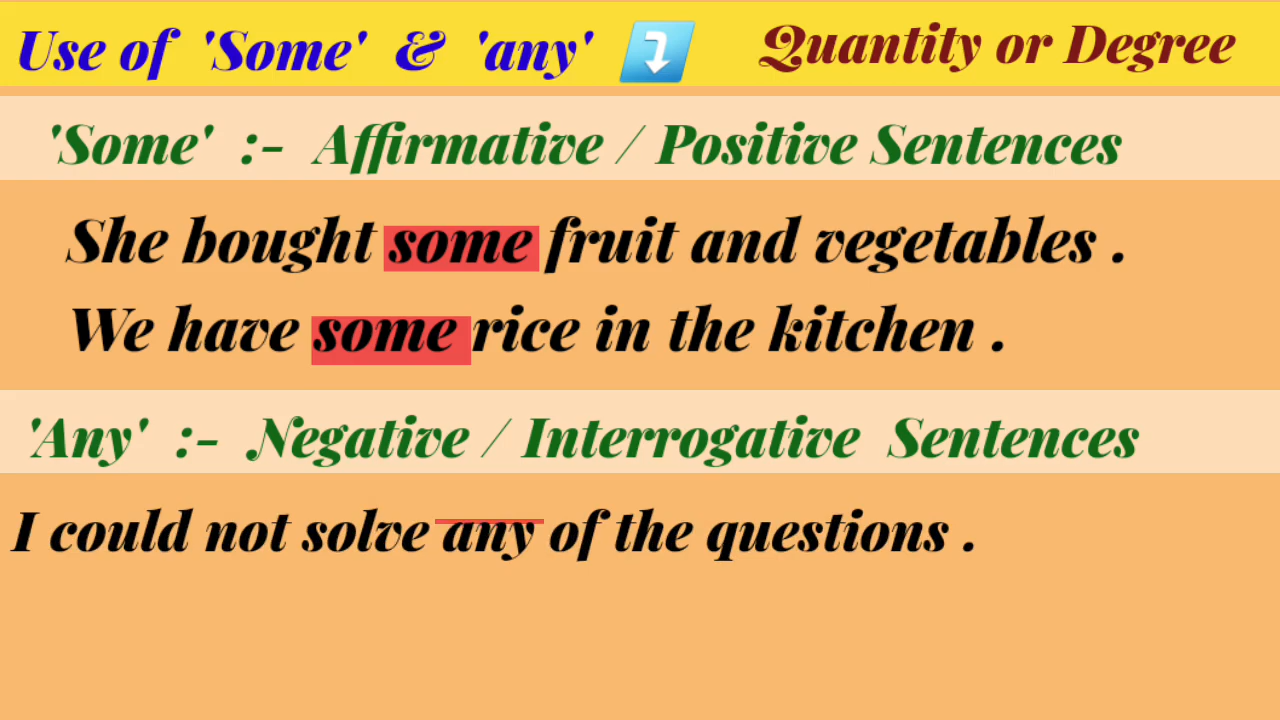 Use of 'Some' & 'any' ⤵️ Quantity or Degree
'Some' :- Affirmative / Positive Sentences
She bought some fruit and vegetables .
We have some rice in the kitchen .
'Any' :- Negative / Interrogative Sentences
I could not solve any of the questions .